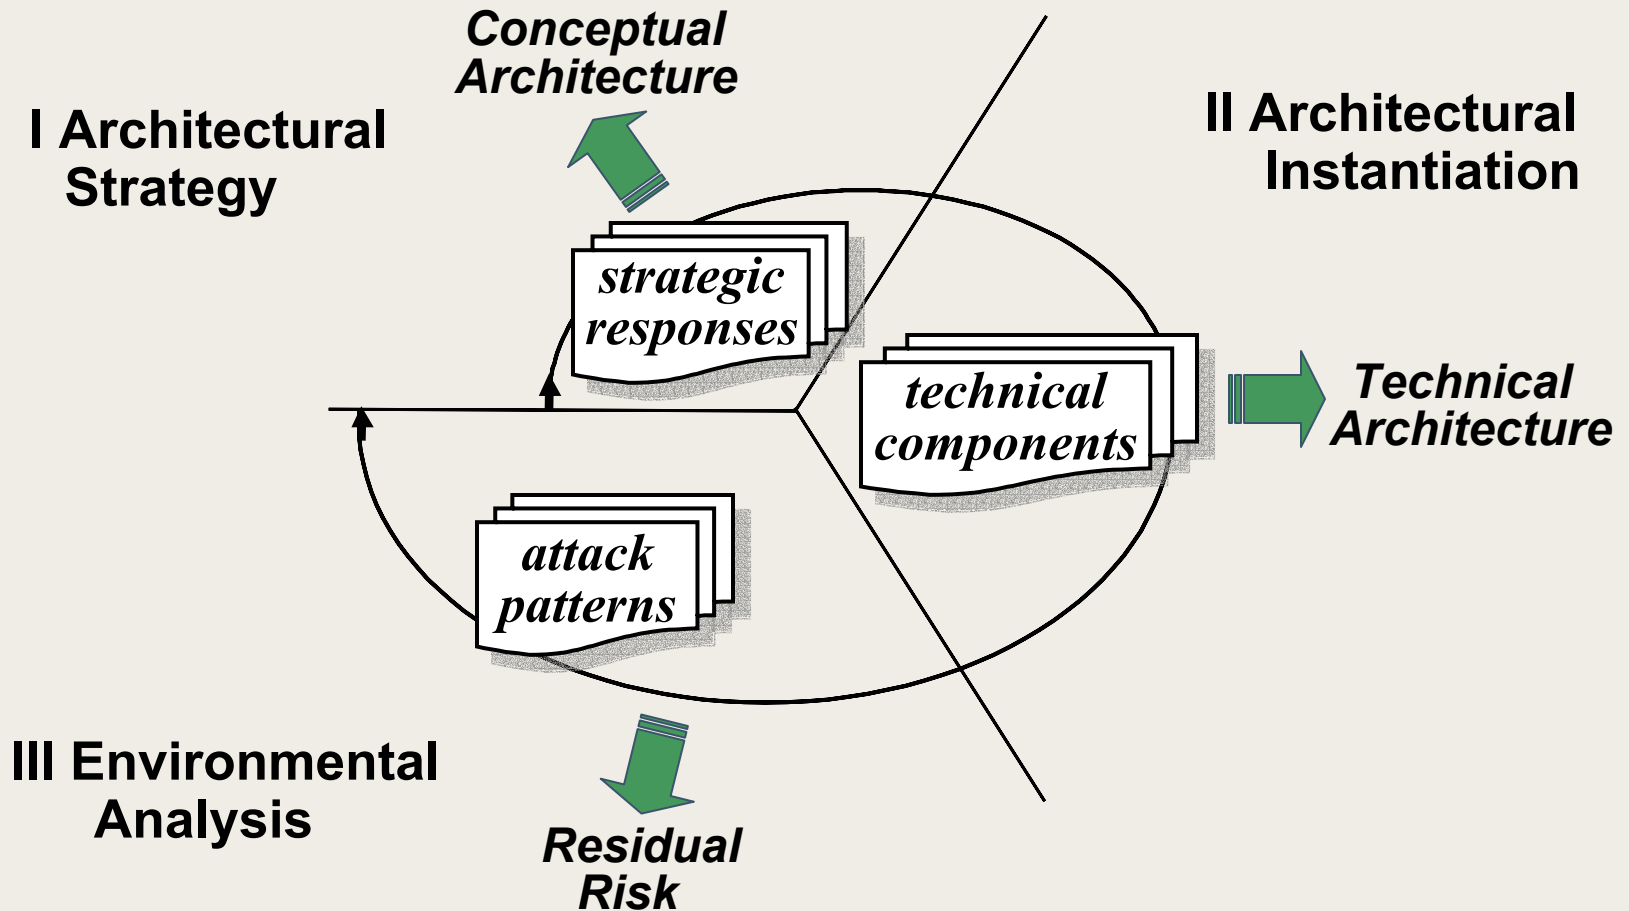 Conceptual
Architecture
I Architectural
Strategy
II Architectural
Instantiation
strategic
responses
technical
components
Technical
Architecture
attack
patterns
III Environmental
Analysis
Residual
Risk